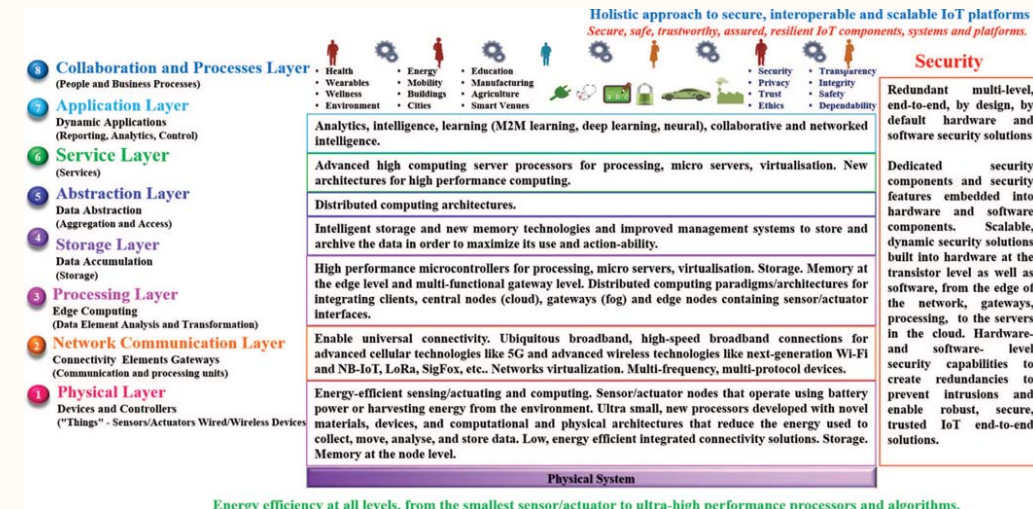 Holistic approach to secure, interoperable and scalable IoT platforms
Secure, safe, trustworthy, assured, resilient IoT components, systems and platforms.
8 Collaboration and Processes Layer
(People and Business Processes)
7 Application Layer
Dynamic Applications
(Reporting, Analytics, Control)
6 Service Layer
(Services)
5 Abstraction Layer
Data Abstraction
(Aggregation and Access)
4 Storage Layer
Data Accumulation
(Storage)
3 Processing Layer
Edge Computing
(Data Element Analysis and Transformation)
2 Network Communication Layer
Connectivity Elements Gateways
(Communication and processing units)
1 Physical Layer
Devices and Controllers
("Things" - Sensors/Actuators Wired/Wireless Devices
• Health
• Wearables
• Wellness
• Environment
• Energy
• Mobility
• Buildings
• Cities
• Education
• Manufacturing
• Agriculture
• Smart Venues
• Security
• Privacy
• Trust
• Ethics
• Transparency
• Integrity
• Safety
• Dependability
Analytics, intelligence, learning (M2M learning, deep learning, neural), collaborative and networked
intelligence.
Advanced high computing server processors for processing, micro servers, virtualisation. New
architectures for high performance computing.
Distributed computing architectures.
Intelligent storage and new memory technologies and improved management systems to store and
archive the data in order to maximize its use and action-ability.
High performance microcontrollers for processing, micro servers, virtualisation. Storage. Memory at
the edge level and multi-functional gateway level. Distributed computing paradigms/architectures for
integrating clients, central nodes (cloud), gateways (fog) and edge nodes containing sensor/actuator
interfaces.
Enable universal connectivity. Ubiquitous broadband, high-speed broadband connections for
advanced cellular technologies like 5G and advanced wireless technologies like next-generation Wi-Fi
and NB-IoT, LoRa, SigFox, etc.. Networks virtualization. Multi-frequency, multi-protocol devices.
Energy-efficient sensing/actuating and computing. Sensor/actuator nodes that operate using battery
power or harvesting energy from the environment. Ultra small, new processors developed with novel
materials, devices, and computational and physical architectures that reduce the energy used to
collect, move, analyse, and store data. Low, energy efficient integrated connectivity solutions. Storage.
Memory at the node level.
Physical System
Security
Redundant multi-level,
end-to-end, by design, by
default hardware and
software security solutions
Dedicated security
components and security
features embedded into
hardware and software
components. Scalable,
dynamic security solutions
built into hardware at the
transistor level as well as
software, from the edge of
the network, gateways,
processing, to the servers
in the cloud. Hardware-
and software- level
security capabilities to
create redundancies to
prevent intrusions and
enable robust, secure,
trusted IoT end-to-end
solutions.
Energy efficiency at all levels, from the smallest sensor/actuator to ultra-high performance processors and algorithms.